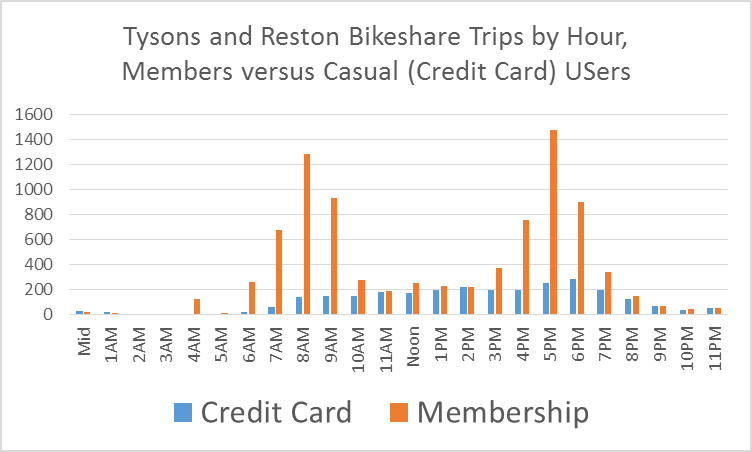 Tysons and Reston Bikeshare Trips by Hour,
Members versus Casual (Credit Card) USers
1600
1400
1200
1000
800
600
400
200
0
Mid
1AM
2AM
3AM
4AM
5AM
6AM
7AM
8AM
9AM
10AM
11AM
Noon
1PM
2PM
3PM
4PM
5PM
6PM
7PM
8PM
9PM
10PM
11PM
Credit Card
Membership